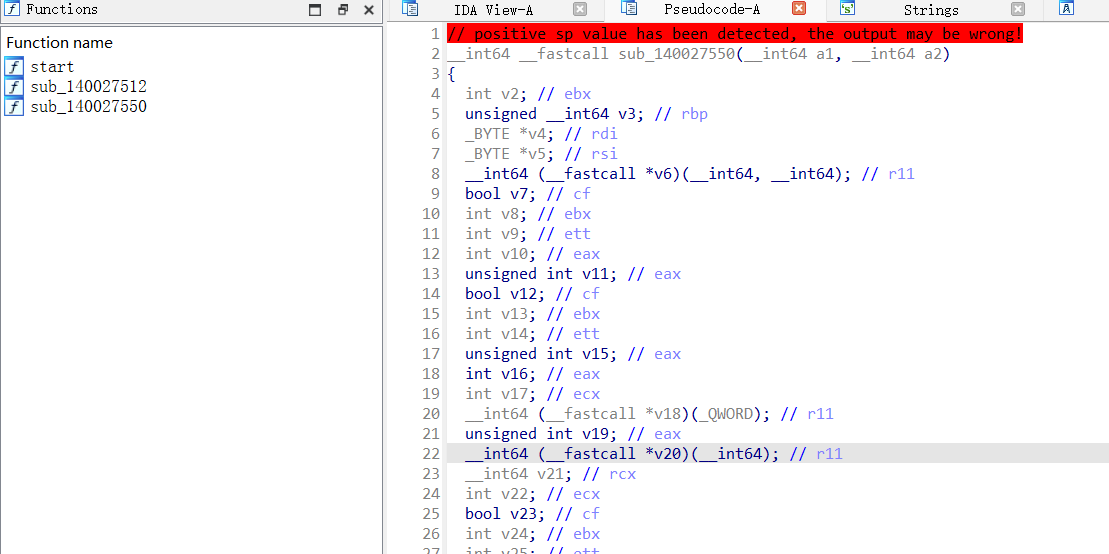 Functions
IDA View-A
Pseudocode-A
Strings
Function name
start
sub_140027512
sub_140027550
1 // positive sp value has been detected, the output may be wrong!
2 __int64 __fastcall sub_140027550(__int64 a1, __int64 a2)
3 {
4 int v2; // ebx
5 unsigned __int64 v3; // rbp
6 _BYTE *v4; // rdi
7 _BYTE *v5; // rsi
8 __int64 (__fastcall *v6)(__int64, __int64); // r11
9 bool v7; // cf
10 int v8; // ebx
11 int v9; // ett
12 int v10; // eax
13 unsigned int v11; // eax
14 bool v12; // cf
15 int v13; // ebx
16 int v14; // ett
17 unsigned int v15; // eax
18 int v16; // eax
19 int v17; // ecx
20 __int64 (__fastcall *v18)(_QWORD); // r11
21 unsigned int v19; // eax
22 __int64 (__fastcall *v20)(__int64); // r11
23 __int64 v21; // rcx
24 int v22; // ecx
25 bool v23; // cf
26 int v24; // ebx
27 int v25; // ett